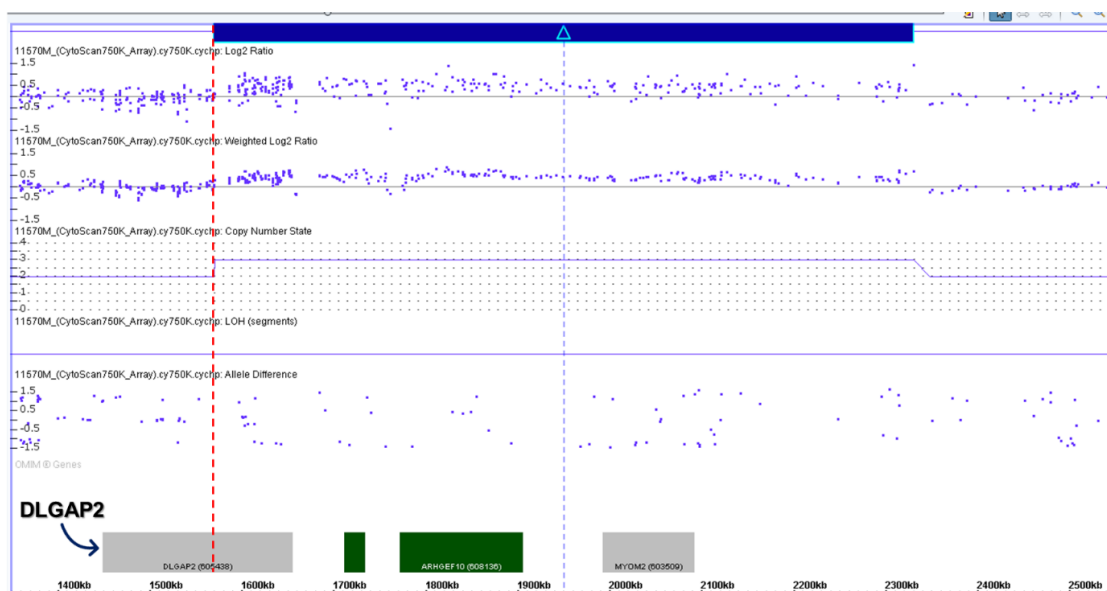 11570M_(CytoScan750K_Array).cy750K.cychp: Log2 Ratio
1.5
0.5
-0.5
-1.5
11570M_(CytoScan750K_Array).cy750K.cychp: Weighted Log2 Ratio
1.5
0.5
-0.5
-1.5
11570M_(CytoScan750K_Array).cy750K.cychp: Copy Number State
4
3
2
1
0
11570M_(CytoScan750K_Array).cy750K.cychp: LOH (segments)
11570M_(CytoScan750K_Array).cy750K.cychp: Allele Difference
1.5
0.5
-0.5
-1.5
OMIM ® Genes
DLGAP2
DLGAP2 (605438) ARHGEF10 (608136) MYOM2 (603509)
1400kb 1500kb 1600kb 1700kb 1800kb 1900kb 2000kb 2100kb 2200kb 2300kb 2400kb 2500kb